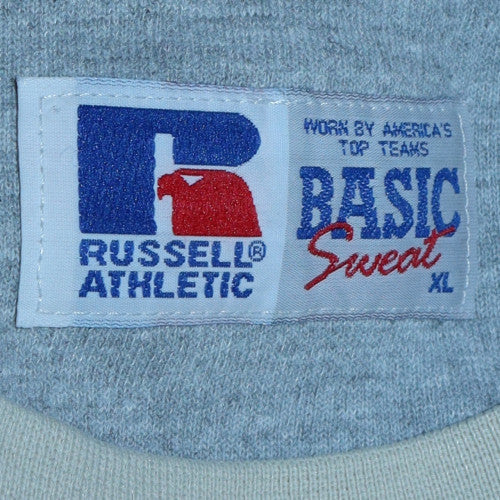 RUSSELL®
ATHLETIC
WORN BY AMERICA'S
TOP TEAMS
BASIC
Sweat
XL